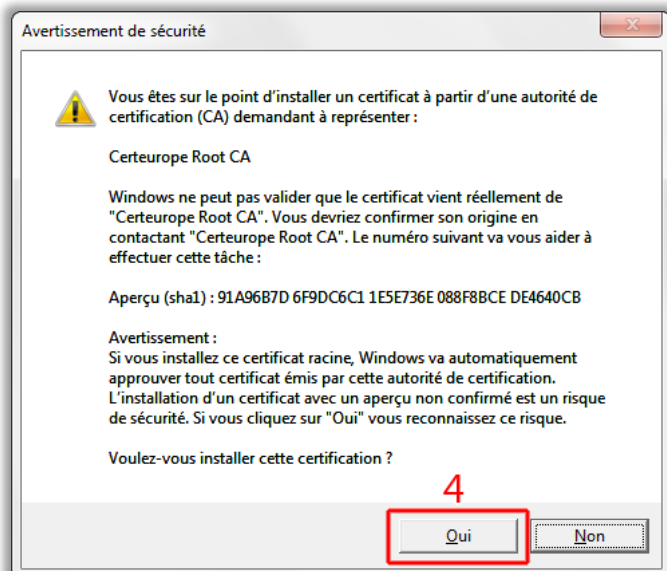 Avertissement de sécurité
Vous êtes sur le point d'installer un certificat à partir d'une autorité de
certification (CA) demandant à représenter :
Certeurope Root CA
Windows ne peut pas valider que le certificat vient réellement de
"Certeurope Root CA". Vous devriez confirmer son origine en
contactant "Certeurope Root CA". Le numéro suivant va vous aider à
effectuer cette tâche :
Aperçu (sha1) : 91A96B7D 6F9DC6C1 1E5E736E 088F8BCE DE4640CB
Avertissement :
Si vous installez ce certificat racine, Windows va automatiquement
approuver tout certificat émis par cette autorité de certification.
L'installation d'un certificat avec un aperçu non confirmé est un risque
de sécurité. Si vous cliquez sur "Oui" vous reconnaissez ce risque.
Voulez-vous installer cette certification ?
4
Oui Non